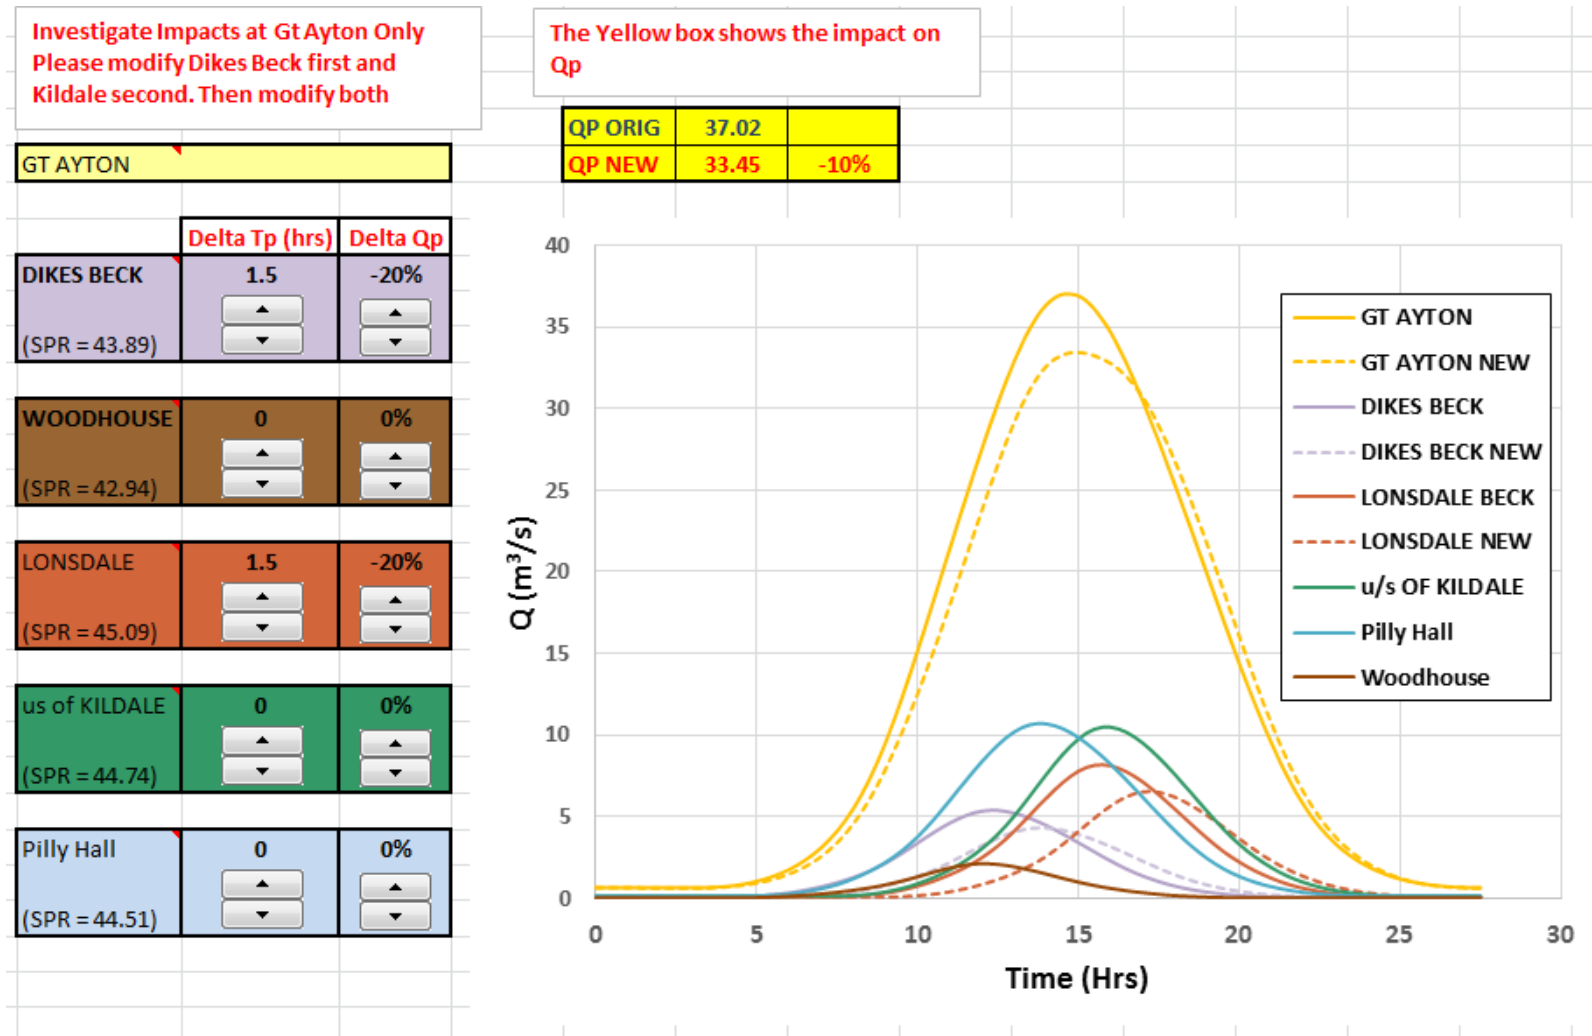 Investigate Impacts at Gt Ayton Only
Please modify Dikes Beck first and
Kildale second. Then modify both
The Yellow box shows the impact on
Qp
QP ORIG 37.02
QP NEW 33.45 -10%
GT AYTON
Delta Tp (hrs) Delta Qp
DIKES BECK 1.5 -20%
(SPR = 43.89)
WOODHOUSE 0 0%
(SPR = 42.94)
LONSDALE 1.5 -20%
(SPR = 45.09)
us of KILDALE 0 0%
(SPR = 44.74)
Pilly Hall 0 0%
(SPR = 44.51)
Q (m³/s)
40
35
30
25
20
15
10
5
0
0 5 10 15 20 25 30
Time (Hrs)
GT AYTON
GT AYTON NEW
DIKES BECK
DIKES BECK NEW
LONSDALE BECK
LONSDALE NEW
u/s OF KILDALE
Pilly Hall
Woodhouse